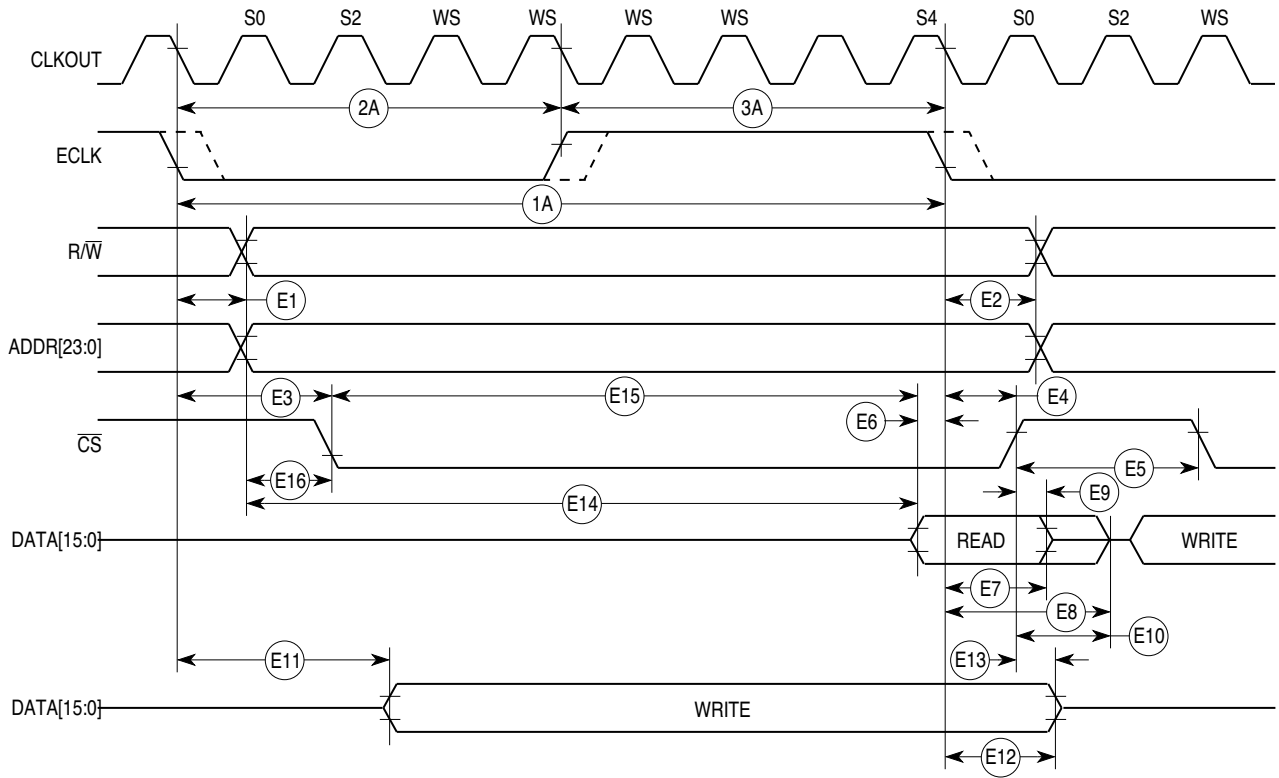 S0 S2 WS WS WS WS S4 S0 S2 WS
CLKOUT
2A 3A
ECLK
1A
R/W̅
E1 E2
ADDR[23:0]
E3 E15 E4
E6
C̅S̅
E16 E5
E14 E9
DATA[15:0] READ WRITE
E7
E8
E10
E11 E13
DATA[15:0] WRITE
E12